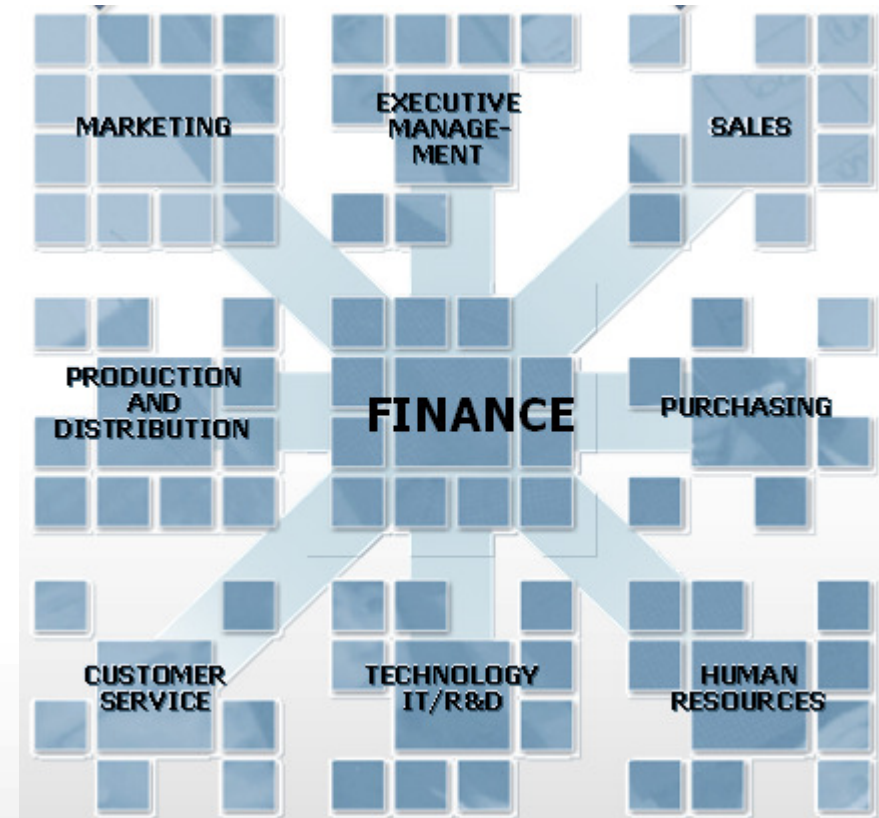 MARKETING
EXECUTIVE
MANAGE-
MENT
SALES
PRODUCTION
AND
DISTRIBUTION
FINANCE
PURCHASING
CUSTOMER
SERVICE
TECHNOLOGY
IT/R&D
HUMAN
RESOURCES